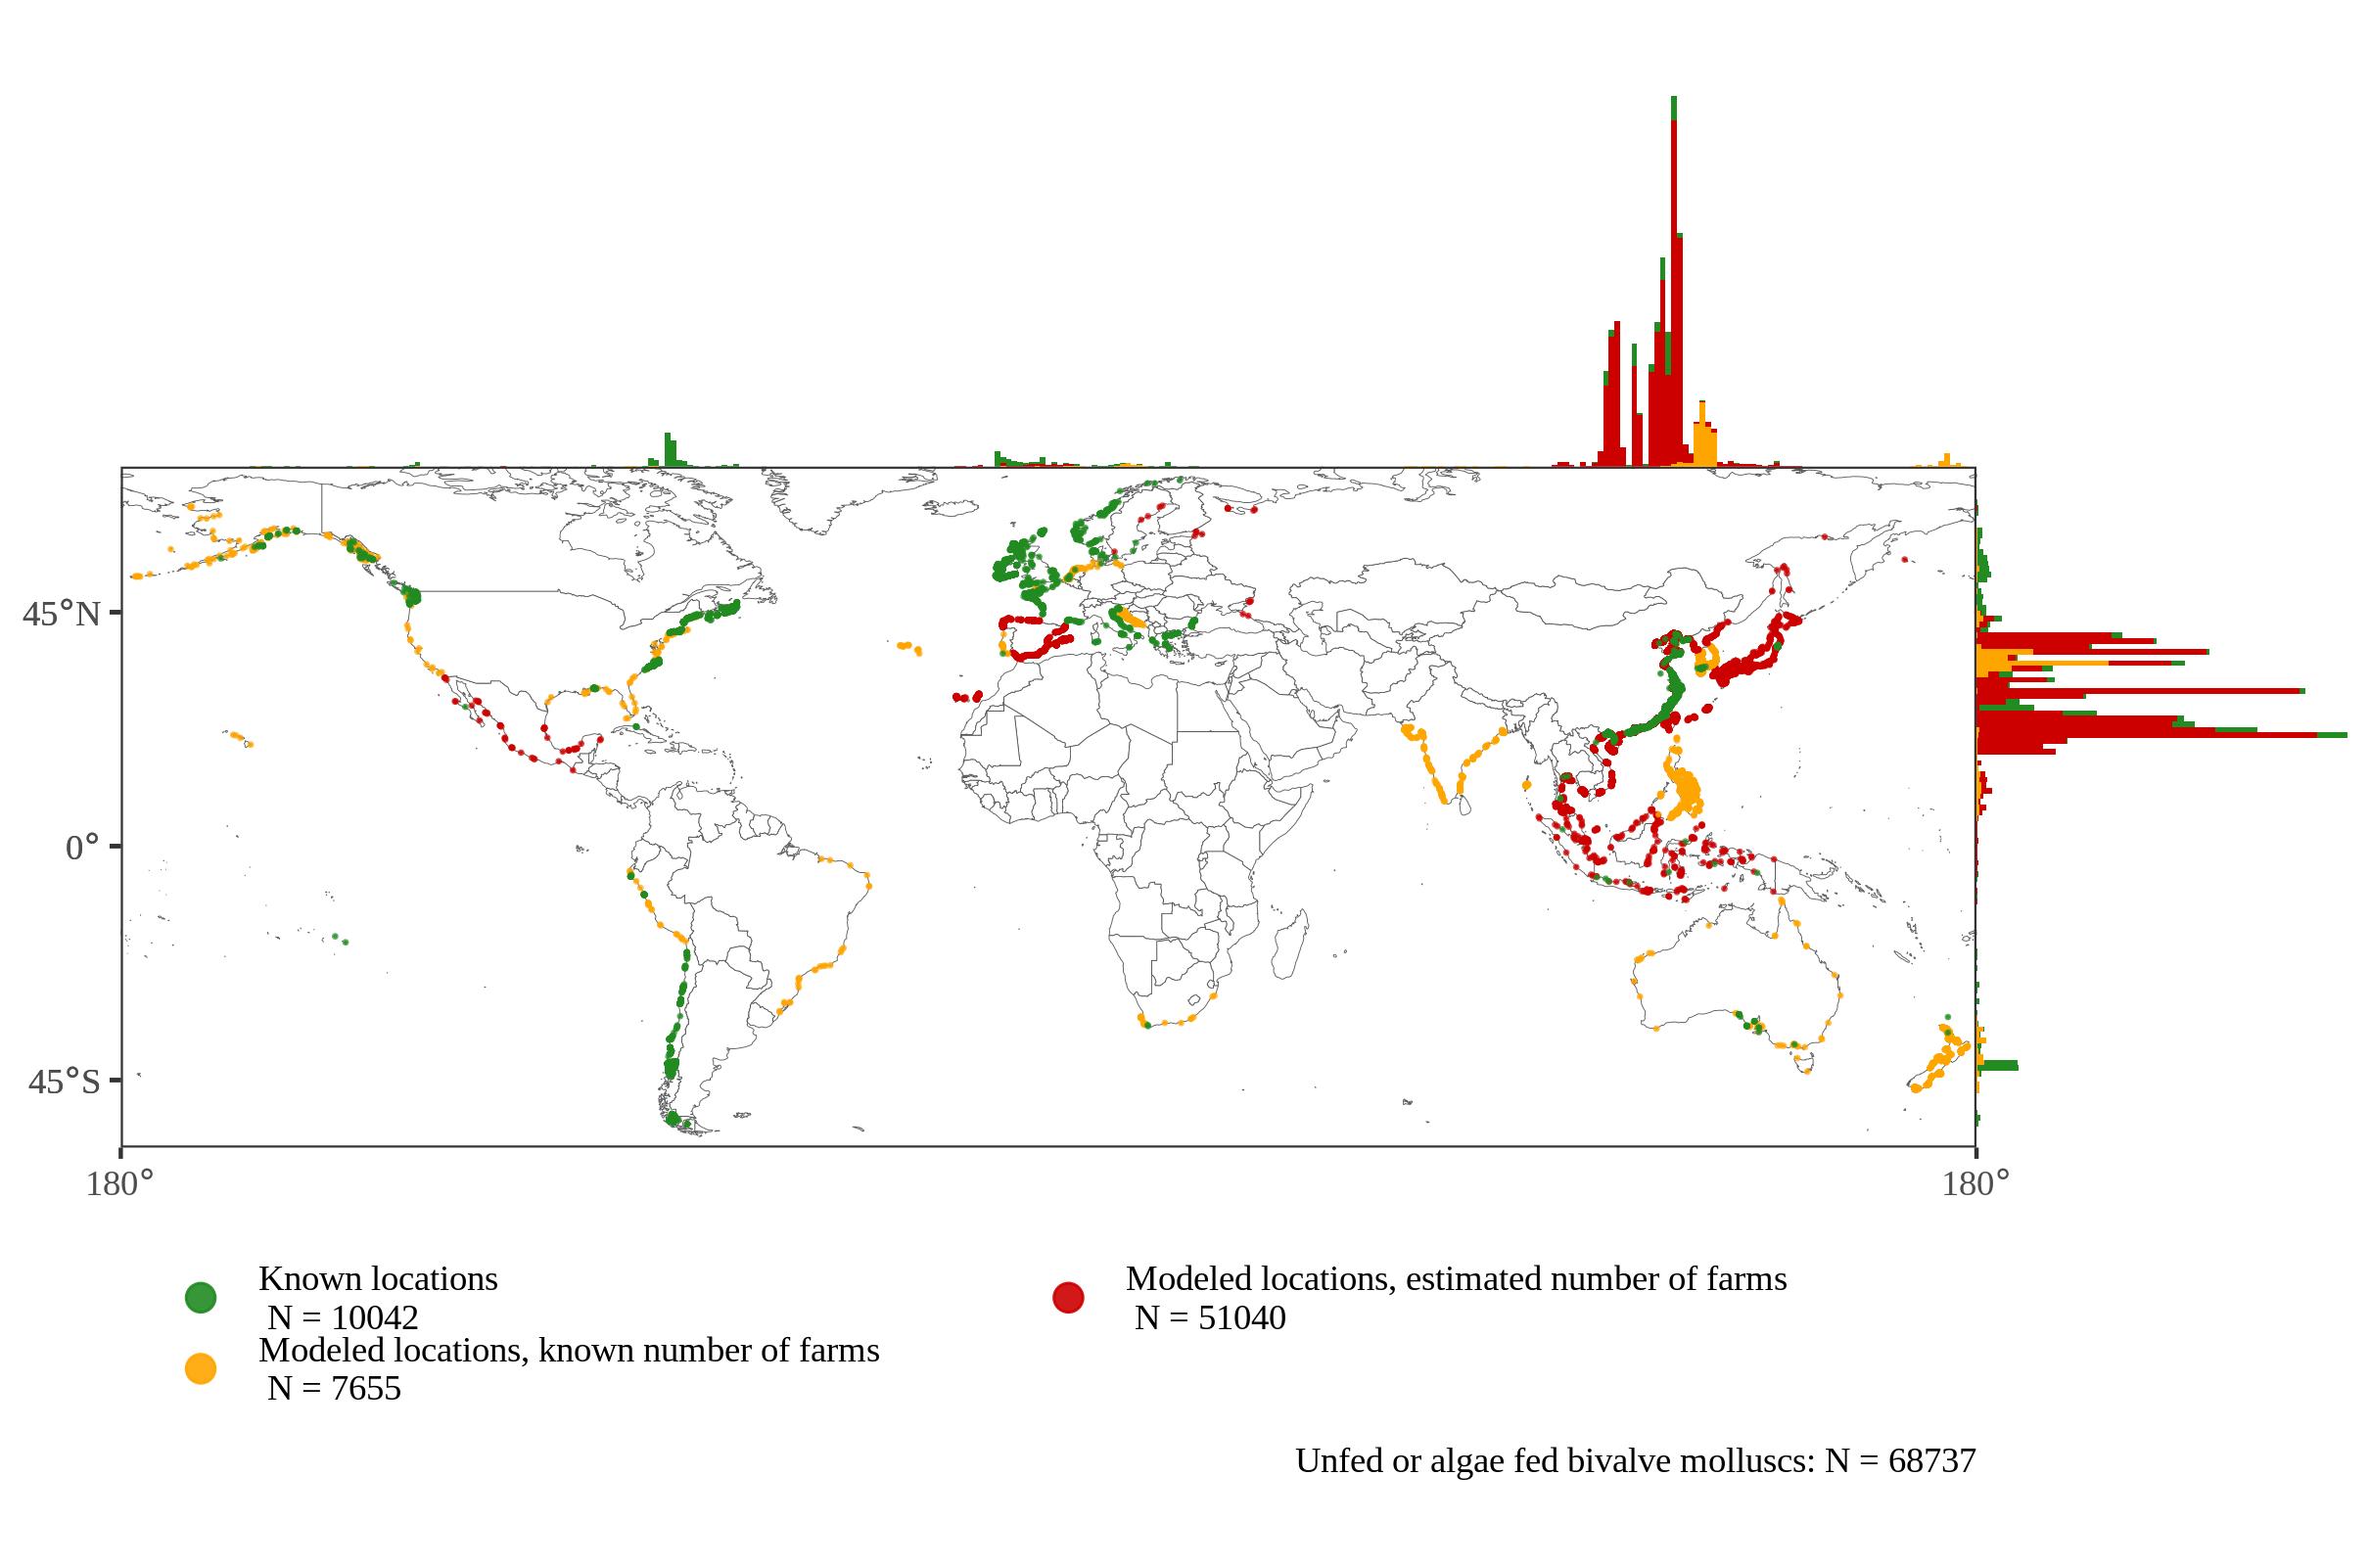 45°N
0°
45°S
180°
180°
Known locations
N = 10042
Modeled locations, known number of farms
N = 7655
Modeled locations, estimated number of farms
N = 51040
Unfed or algae fed bivalve molluscs: N = 68737